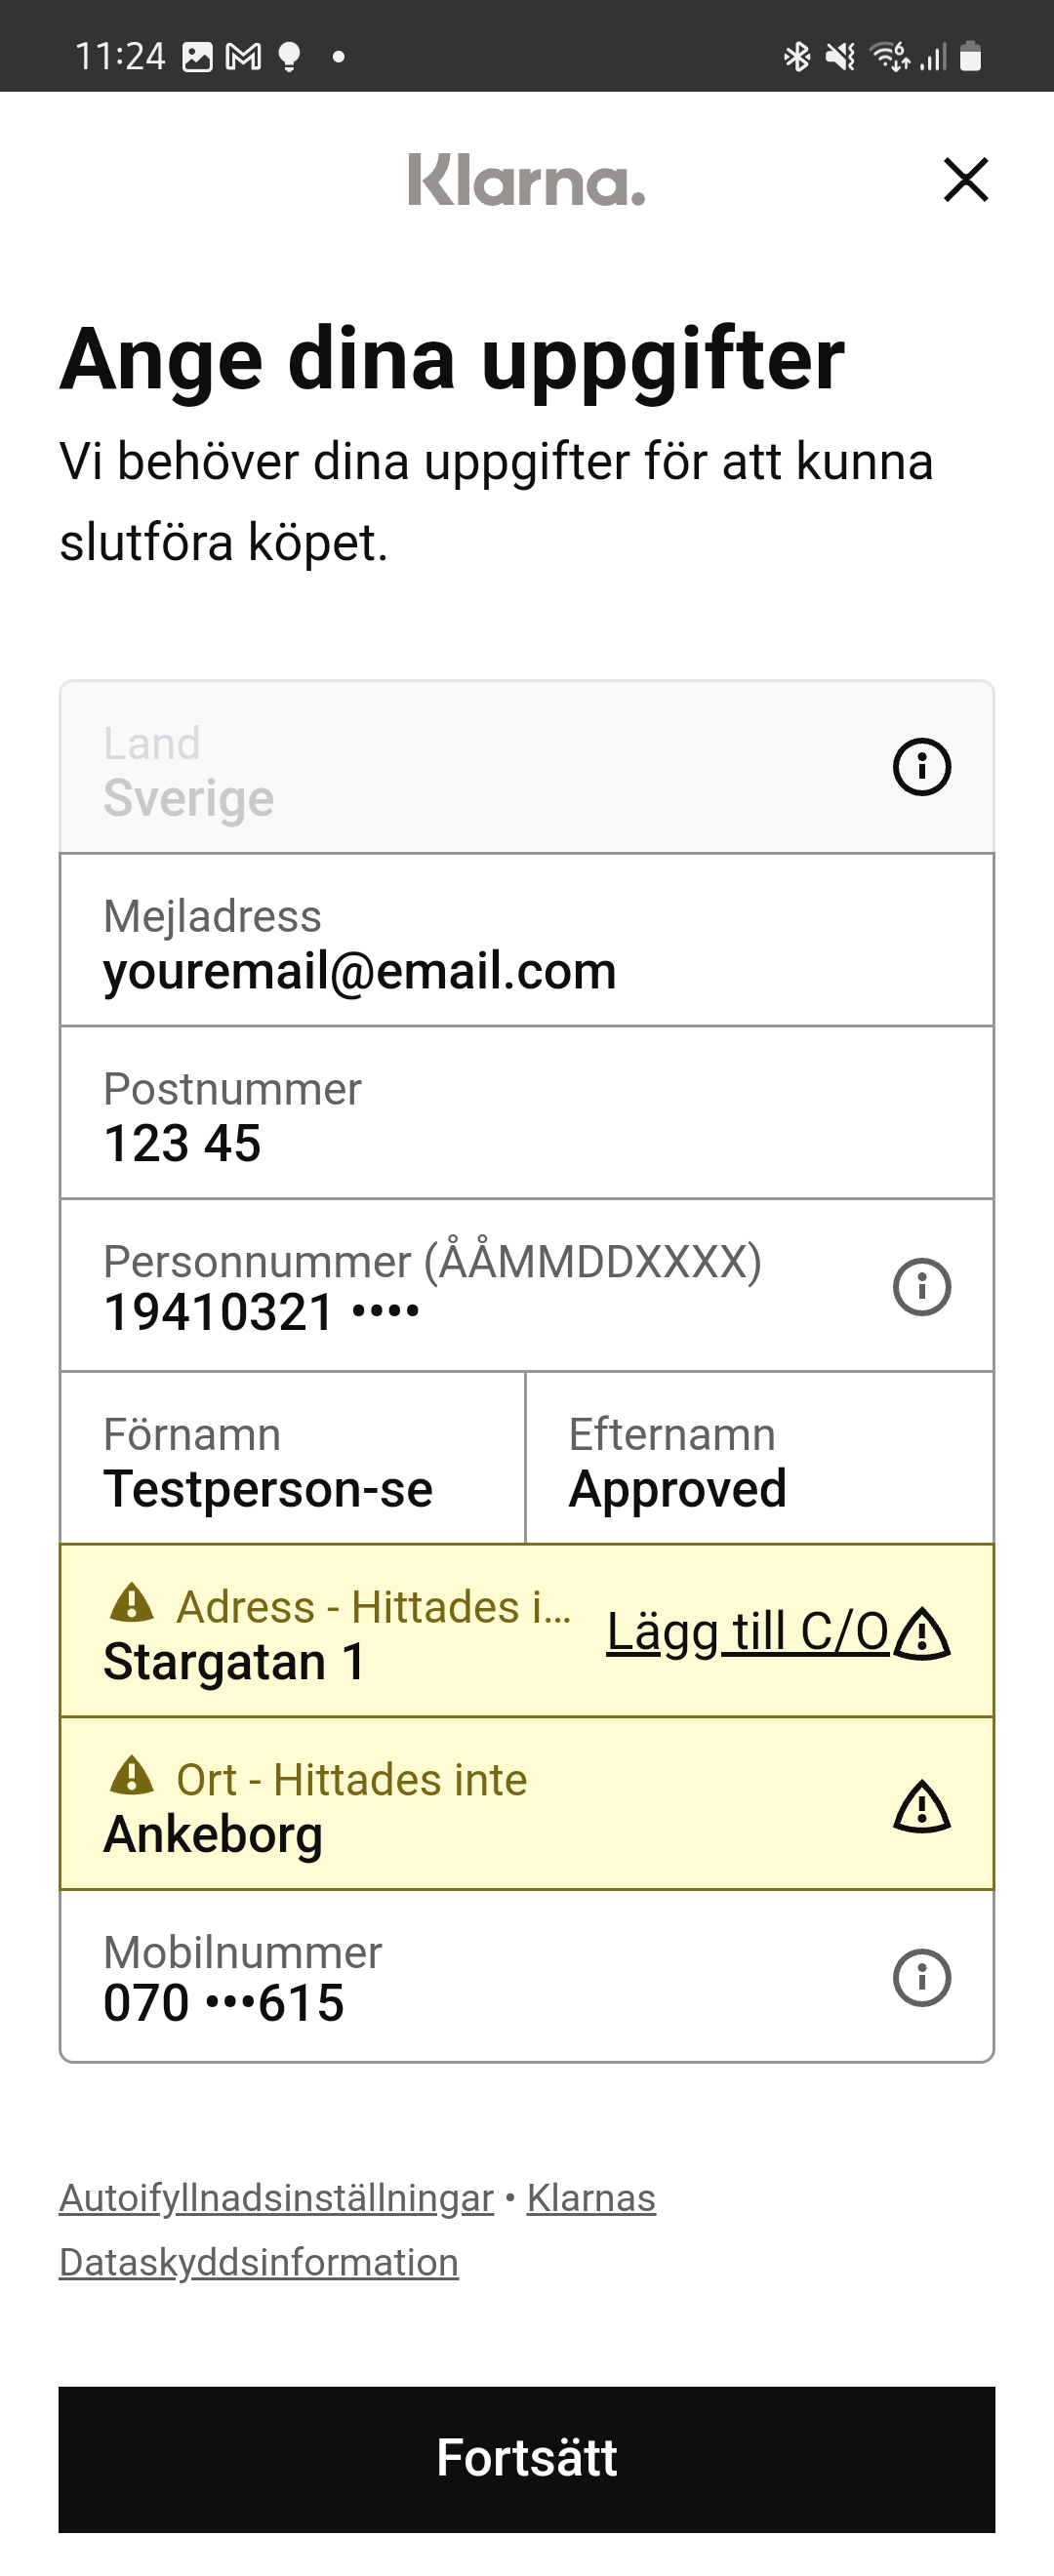 11:24
Klarna.
Ange dina uppgifter
Vi behöver dina uppgifter för att kunna
slutföra köpet.
Land
Sverige
Mejladress
youremail@email.com
Postnummer
123 45
Personnummer (ÅÅMMDDXXXX)
19410321 ••••
Förnamn
Testperson-se
Efternamn
Approved
Adress - Hittades i...
Stargatan 1
Lägg till C/O
Ort - Hittades inte
Ankeborg
Mobilnummer
070 •••615
Autoifyllnadsinställningar • Klarnas
Dataskyddsinformation
Fortsätt